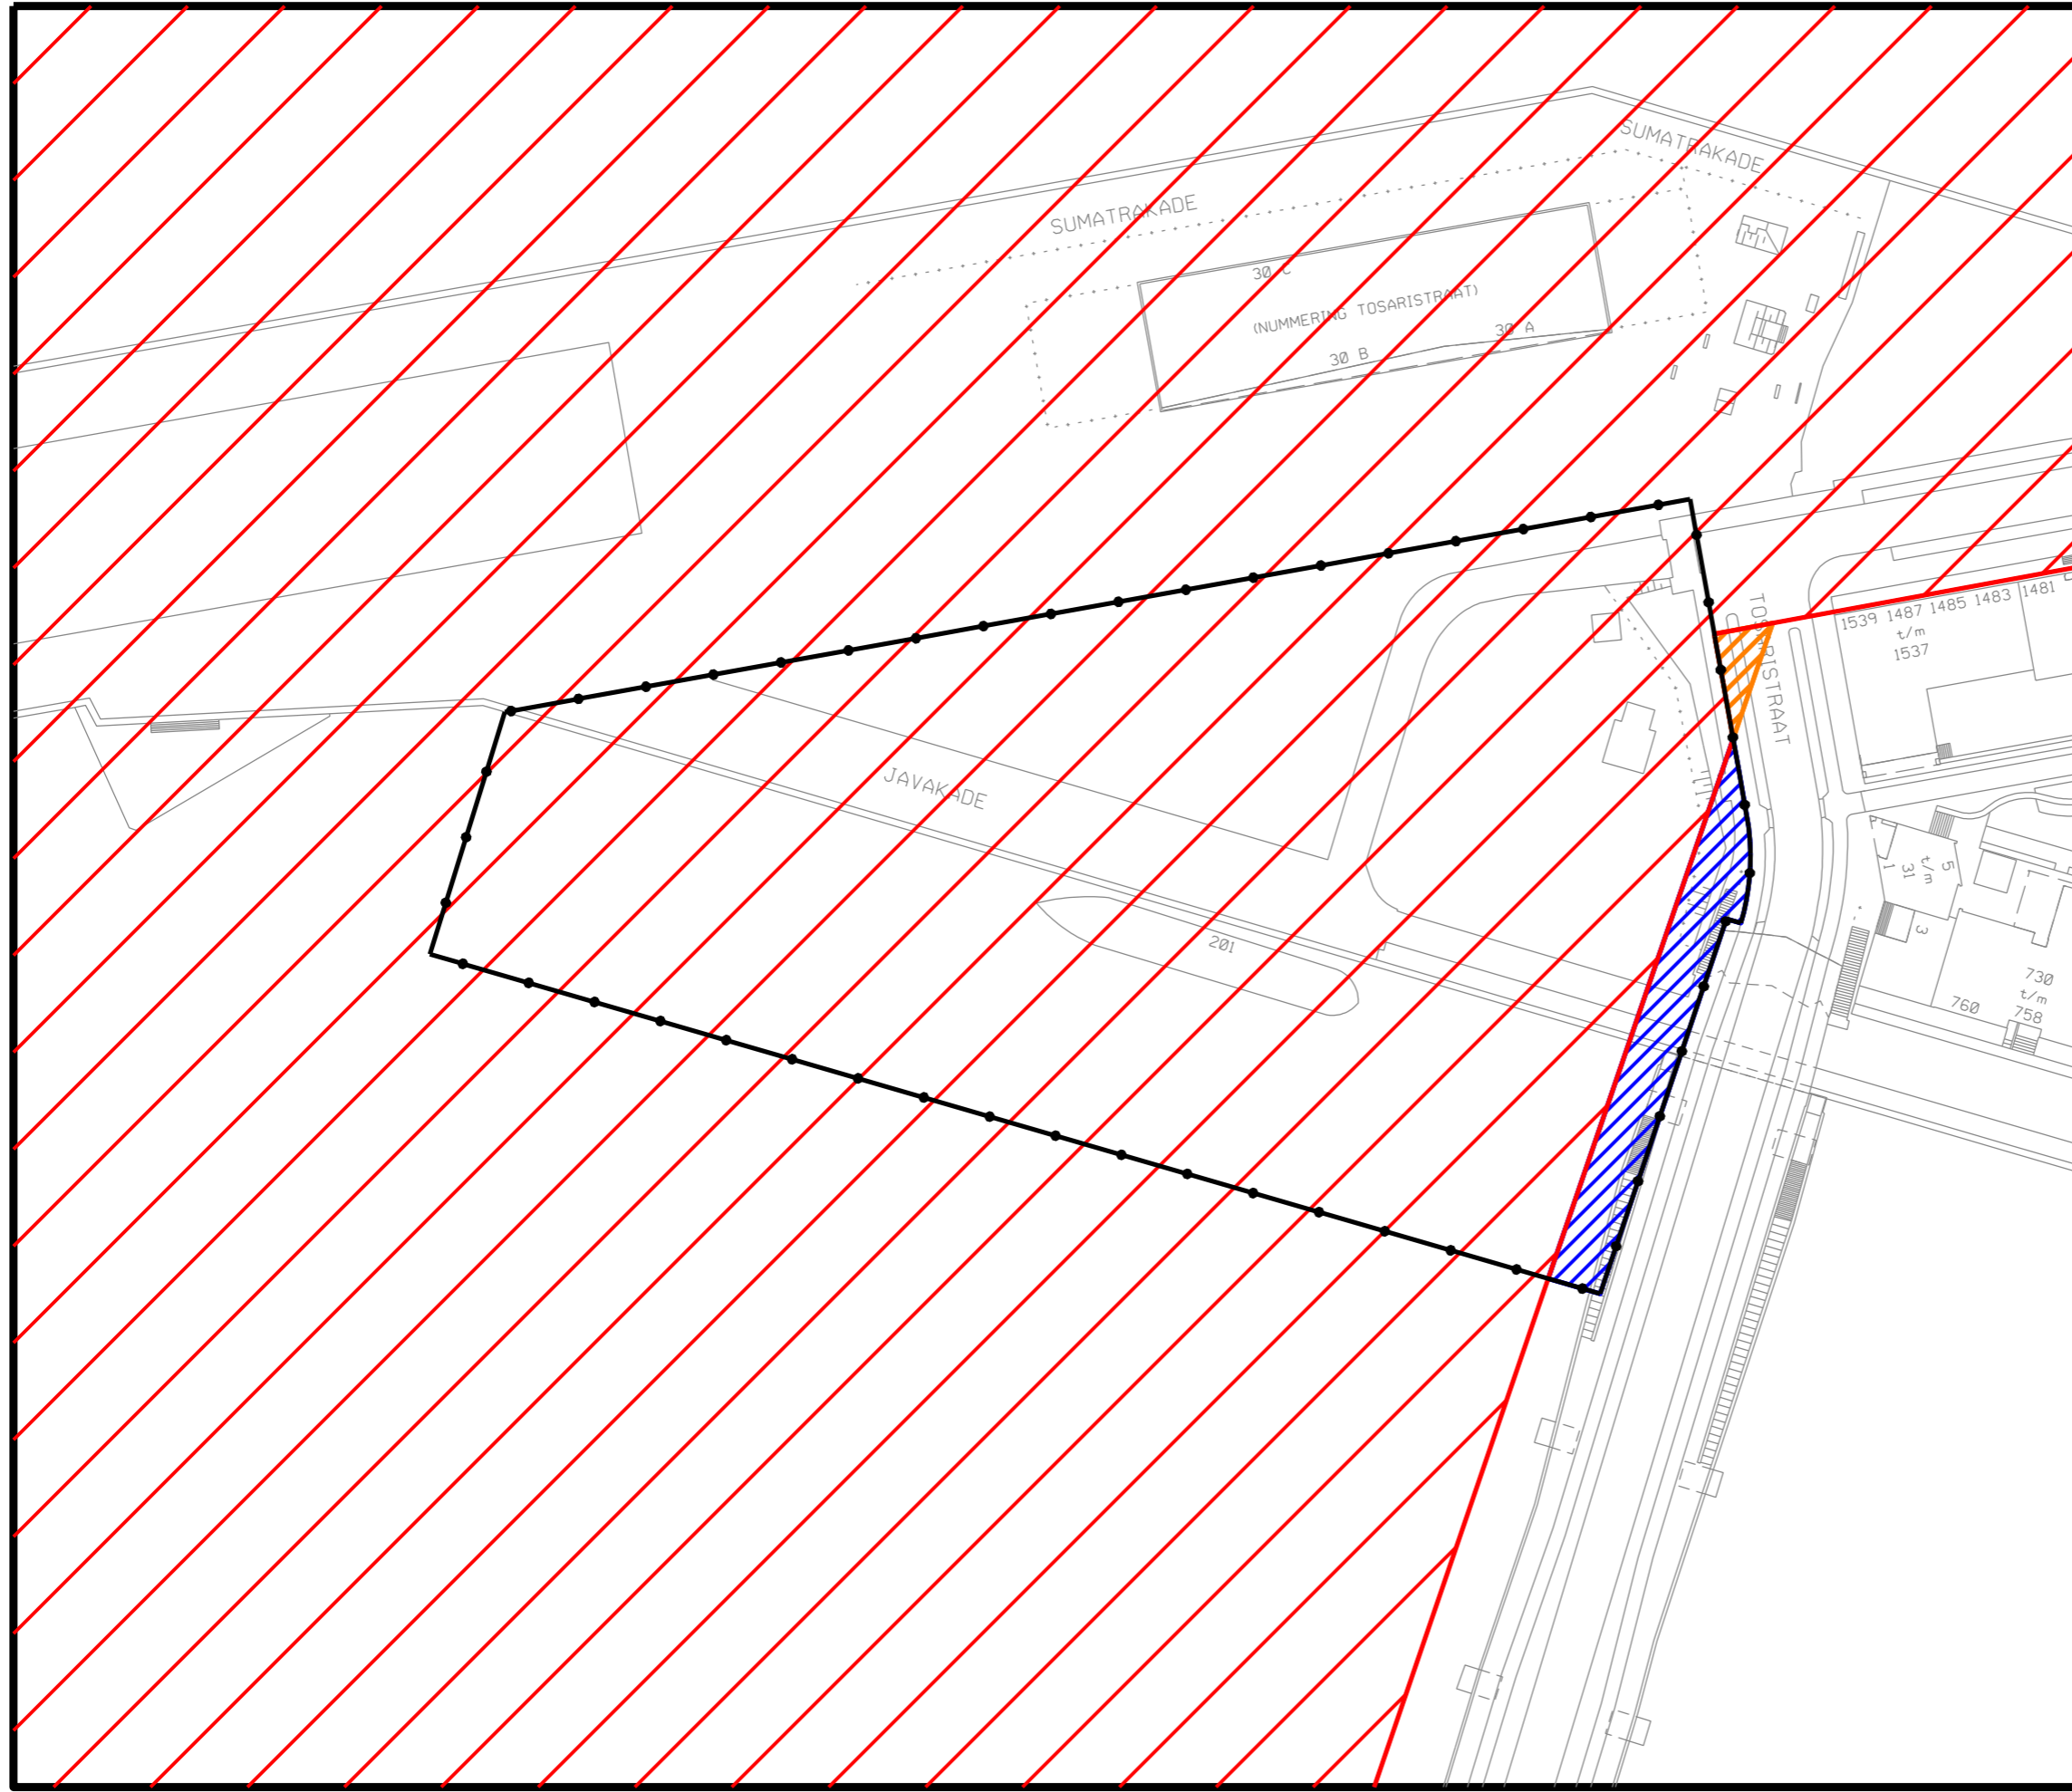 SUMATRAKADE
SUMATRAKADE
30 C
(NUMMERING TOSARISTRAAT)
30 A
30 B
TOSARISTRAAT
1539 1487 1485 1483 1481
t/m
1537
JAVAKADE
201
1
31
t/m
5
3
730
t/m
758
760